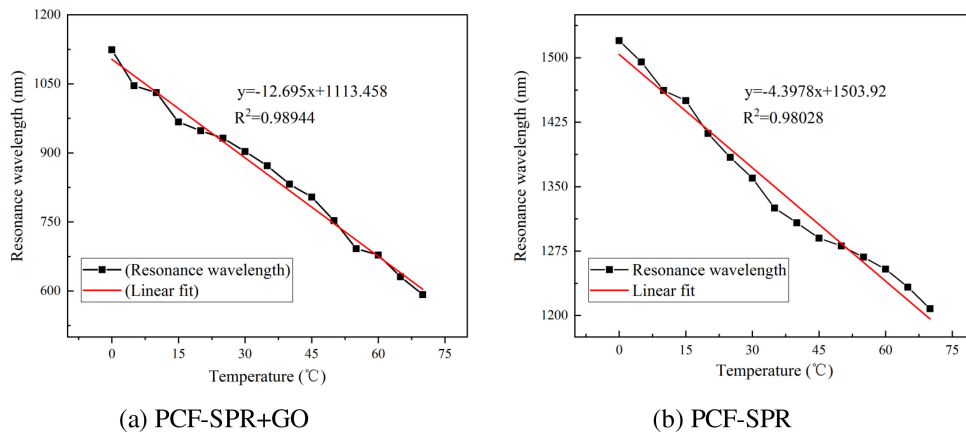 1200
1050
900
750
600
Resonance wavelength (nm)
y=-12.695x+1113.458
R²=0.98944
(Resonance wavelength)
(Linear fit)
0 15 30 45 60 75
Temperature (℃)
(a) PCF-SPR+GO
1500
1425
1350
1275
1200
Resonance wavelength (nm)
y=-4.3978x+1503.92
R²=0.98028
Resonance wavelength
Linear fit
0 15 30 45 60 75
Temperature (℃)
(b) PCF-SPR